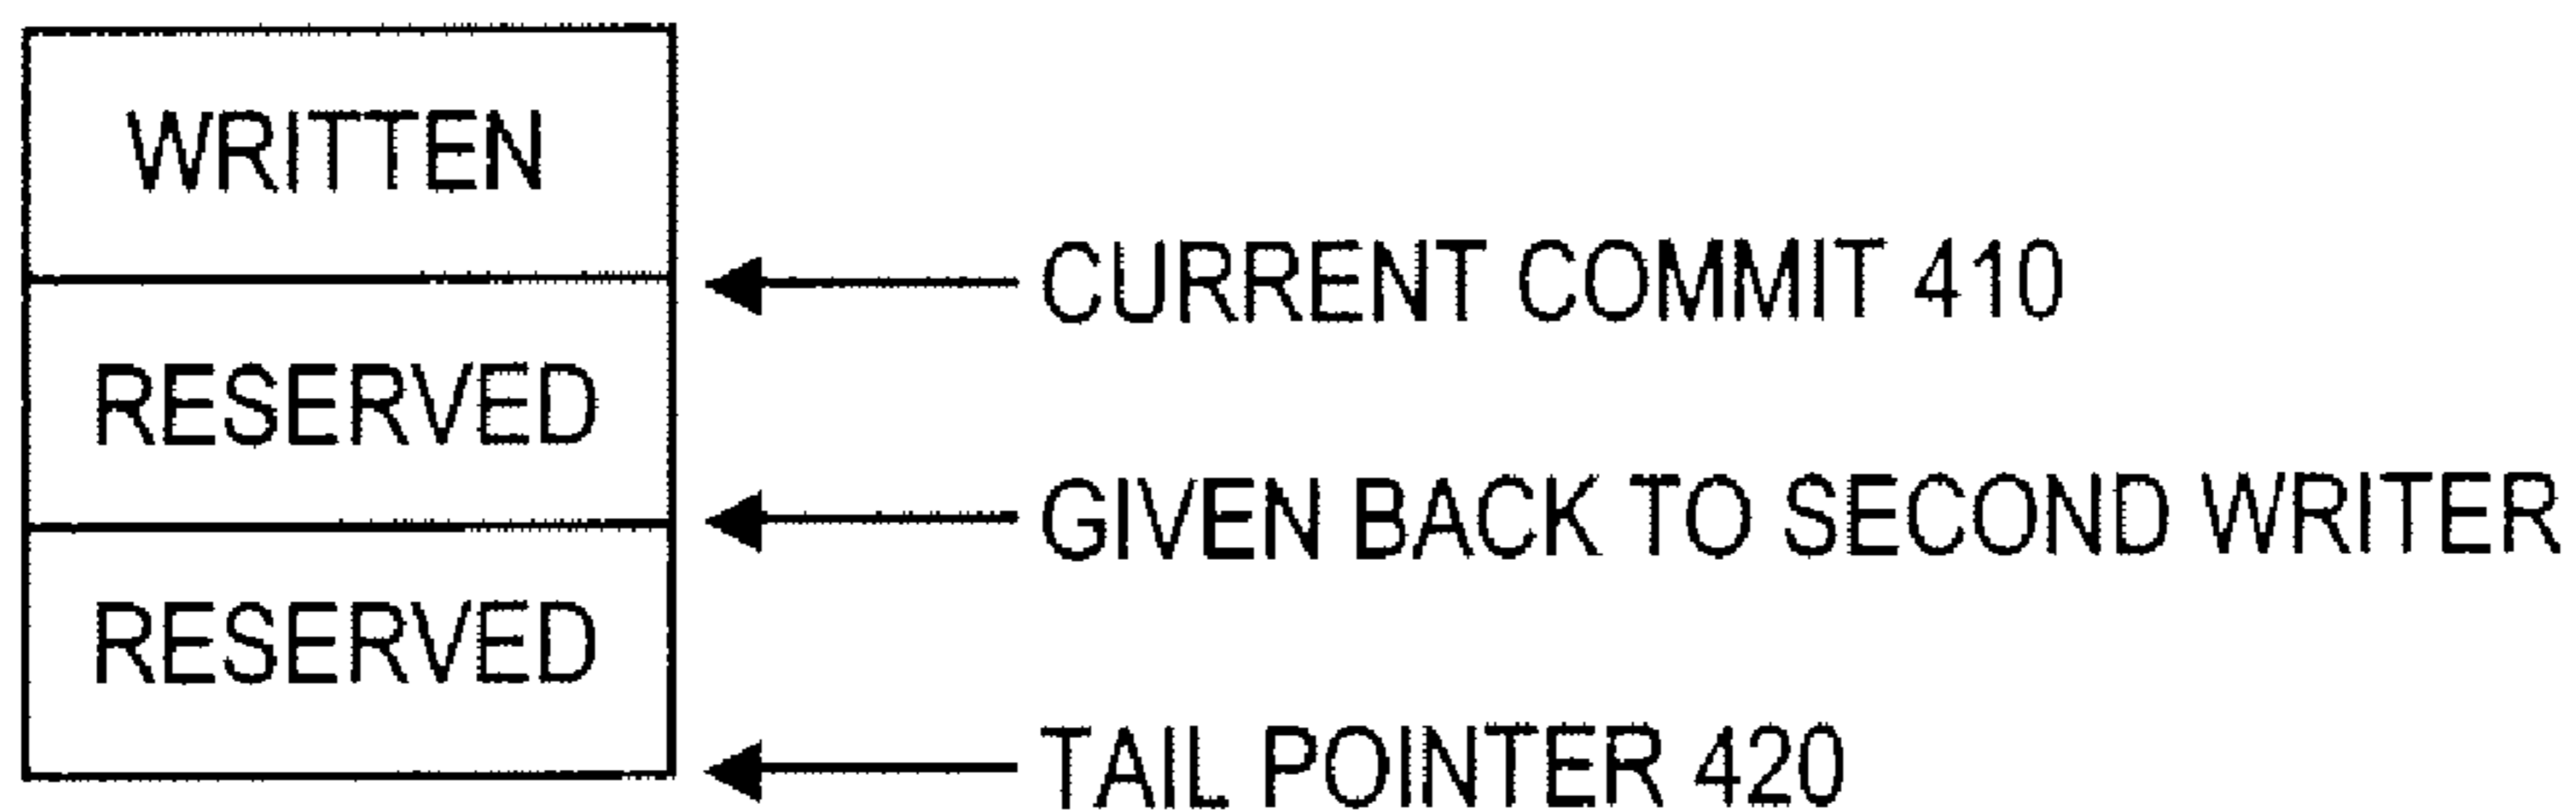 WRITTEN
CURRENT COMMIT 410
RESERVED
GIVEN BACK TO SECOND WRITER
RESERVED
TAIL POINTER 420